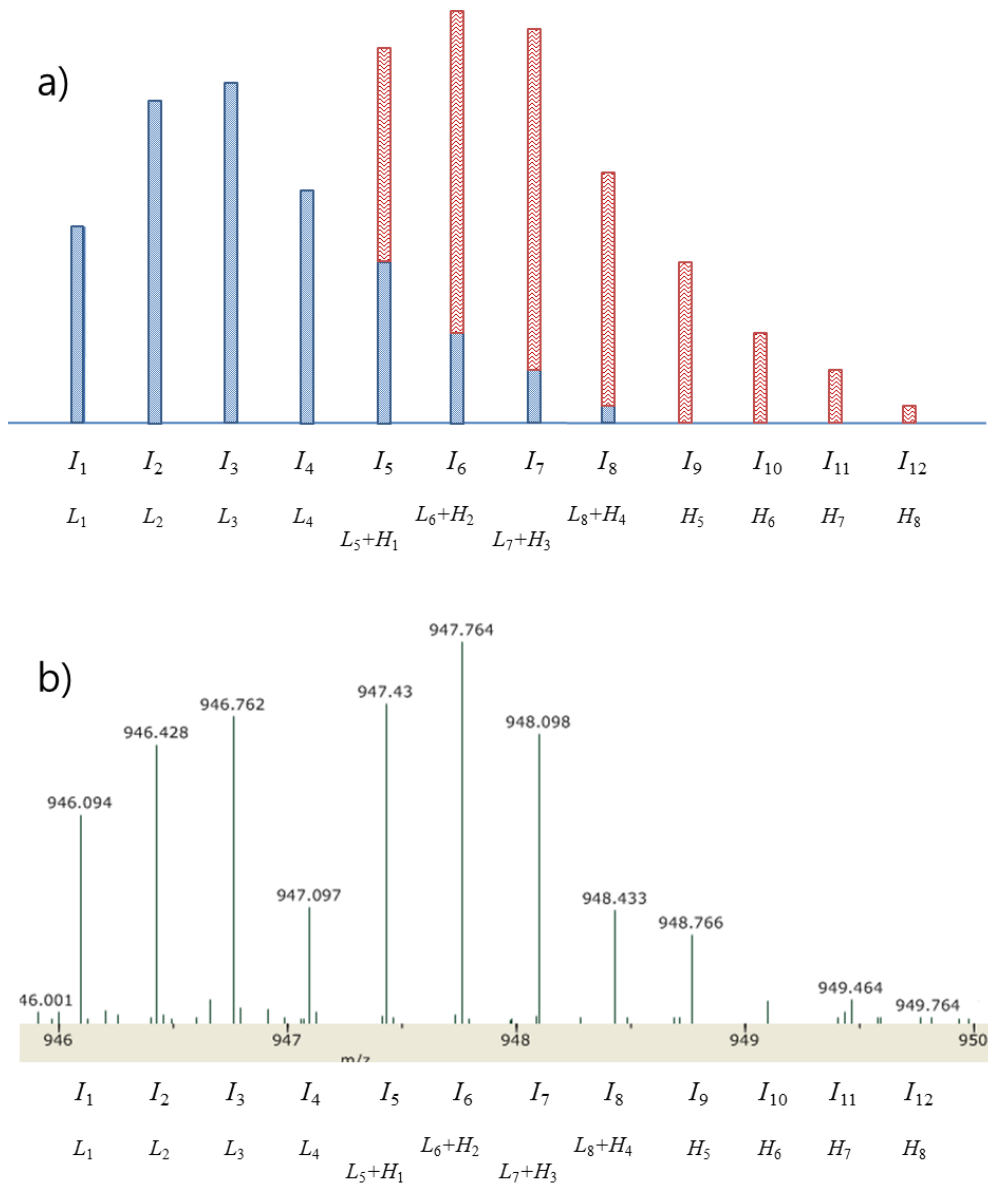 a)
I₁ I₂ I₃ I₄ I₅ I₆ I₇ I₈ I₉ I₁₀ I₁₁ I₁₂
L₁ L₂ L₃ L₄ L₅+H₁ L₆+H₂ L₇+H₃ L₈+H₄ H₅ H₆ H₇ H₈
b)
947.764
947.43
946.762
946.428
948.098
946.094
947.097
948.433
948.766
46.001
949.464
949.764
946 947 948 949 950
m/z
I₁ I₂ I₃ I₄ I₅ I₆ I₇ I₈ I₉ I₁₀ I₁₁ I₁₂
L₁ L₂ L₃ L₄ L₅+H₁ L₆+H₂ L₇+H₃ L₈+H₄ H₅ H₆ H₇ H₈